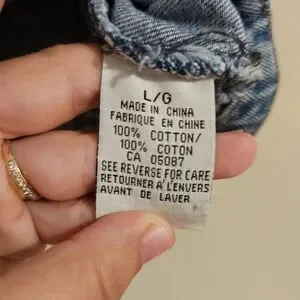 L/G
MADE IN CHINA
FABRIQUE EN CHINE
100% COTTON/
100% COTON
CA 05087
SEE REVERSE FOR CARE
RETOURNER À L'ENVERS
AVANT DE LAVER